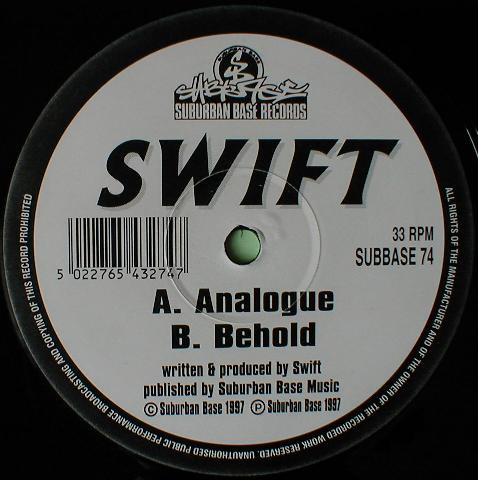 SUBBASE
SUBURBAN BASE RECORDS
SWIFT
5 022765 432747
33 RPM
SUBBASE 74
A. Analogue
B. Behold
written & produced by Swift
published by Suburban Base Music
© Suburban Base 1997 ℗ Suburban Base 1997
ALL RIGHTS OF THE MANUFACTURER AND OF THE OWNER OF THE RECORDED WORK RESERVED. UNAUTHORISED PUBLIC PERFORMANCE BROADCASTING AND COPYING OF THIS RECORD PROHIBITED